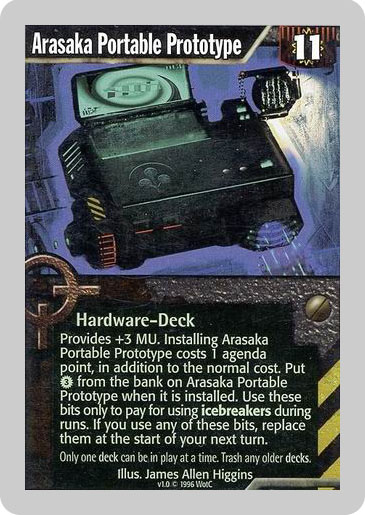 Arasaka Portable Prototype
11
Hardware-Deck
Provides +3 MU. Installing Arasaka
Portable Prototype costs 1 agenda
point, in addition to the normal cost. Put
3 from the bank on Arasaka Portable
Prototype when it is installed. Use these
bits only to pay for using icebreakers during
runs. If you use any of these bits, replace
them at the start of your next turn.
Only one deck can be in play at a time. Trash any older decks.
Illus. James Allen Higgins
v1.0 © 1996 WotC